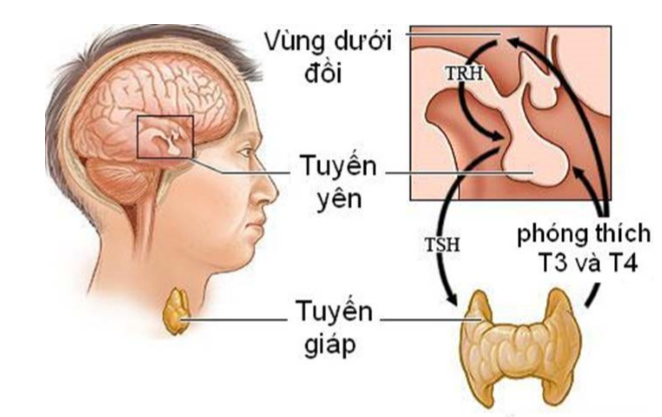 Vùng dưới
đồi
TRH
Tuyến
yên
TSH
phóng thích
T3 và T4
Tuyến
giáp